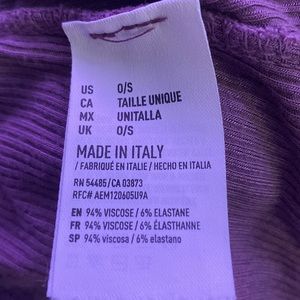 US O/S
CA TAILLE UNIQUE
MX UNITALLA
UK O/S
MADE IN ITALY
/ FABRIQUÉ EN ITALIE / HECHO EN ITALIA
RN 54485/CA 03873
RFC# AEM120605U9A
EN 94% VISCOSE / 6% ELASTANE
FR 94% VISCOSE / 6% ÉLASTHANNE
SP 94% viscosa / 6% elastano